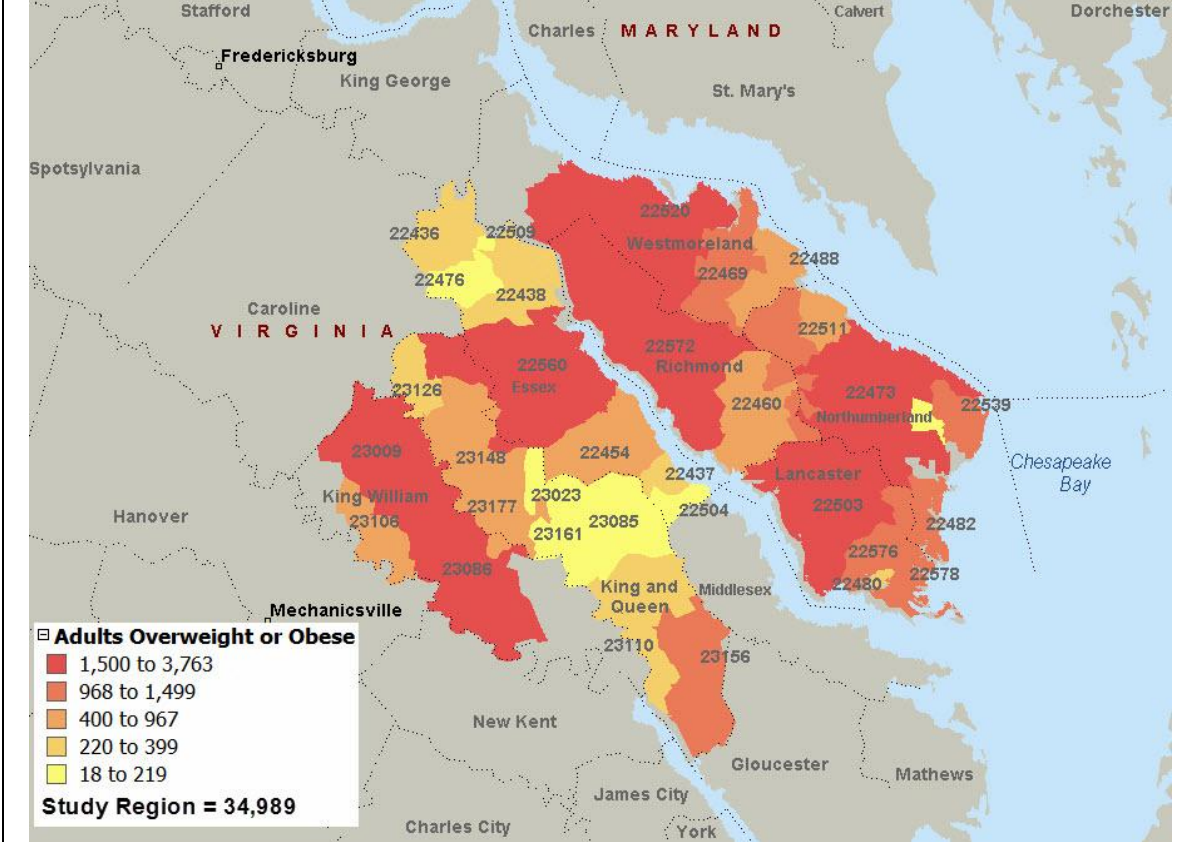 Stafford
Calvert
Dorchester
Charles
MARYLAND
Fredericksburg
King George
St. Mary's
Spotsylvania
22520
22436
22509
Westmoreland
22488
22469
22476
22438
Caroline
VIRGINIA
22511
22572
Richmond
22560
Essex
23126
22473
22460
22539
Northumberland
23009
23148
22454
Chesapeake
Bay
22437
Lancaster
King William
23023
23177
22503
22504
Hanover
23106
23085
22482
23161
22576
23086
22578
22480
King and
Queen
Middlesex
Mechanicsville
23110
23156
Adults Overweight or Obese
1,500 to 3,763
968 to 1,499
400 to 967
220 to 399
18 to 219
Study Region = 34,989
New Kent
Gloucester
Mathews
James City
Charles City
York